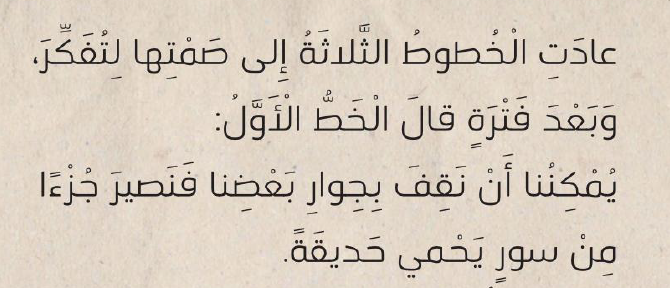 عادَتِ الْخُطوطُ الثَّلاثَةُ إِلى صَمْتِها لِتُفَكِّرَ،
وَبَعْدَ فَتْرَةٍ قالَ الْخَطُّ الْأَوَّلُ:
يُمْكِنُنا أَنْ نَقِفَ بِجِوارِ بَعْضِنا فَنَصيرَ جُزْءًا
مِنْ سورٍ يَحْمي حَديقَةً.